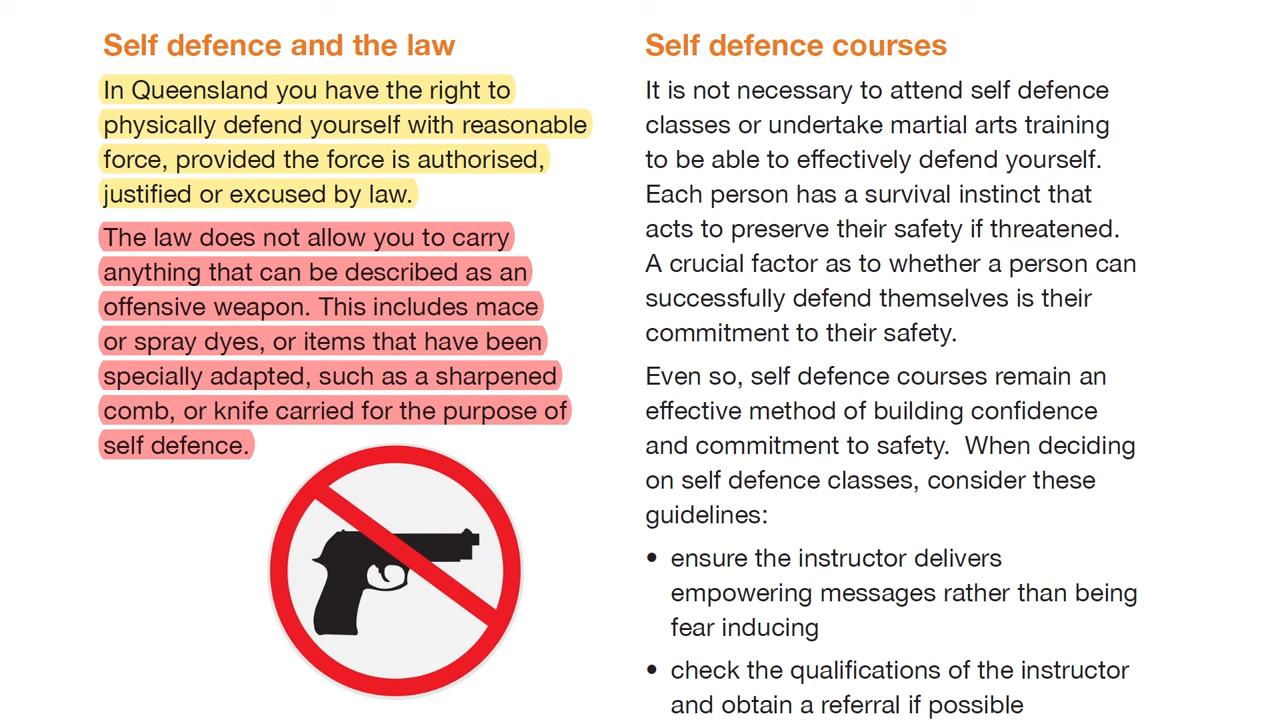 Self defence and the law
In Queensland you have the right to
physically defend yourself with reasonable
force, provided the force is authorised,
justified or excused by law.
The law does not allow you to carry
anything that can be described as an
offensive weapon. This includes mace
or spray dyes, or items that have been
specially adapted, such as a sharpened
comb, or knife carried for the purpose of
self defence.
Self defence courses
It is not necessary to attend self defence
classes or undertake martial arts training
to be able to effectively defend yourself.
Each person has a survival instinct that
acts to preserve their safety if threatened.
A crucial factor as to whether a person can
successfully defend themselves is their
commitment to their safety.
Even so, self defence courses remain an
effective method of building confidence
and commitment to safety.  When deciding
on self defence classes, consider these
guidelines:
• ensure the instructor delivers
empowering messages rather than being
fear inducing
• check the qualifications of the instructor
and obtain a referral if possible